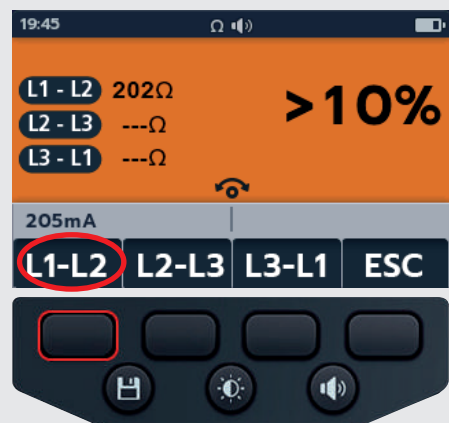 19:45 Ω
L1 - L2 202Ω
>10%
L2 - L3 ---Ω
L3 - L1 ---Ω
205mA
L1-L2 L2-L3 L3-L1 ESC